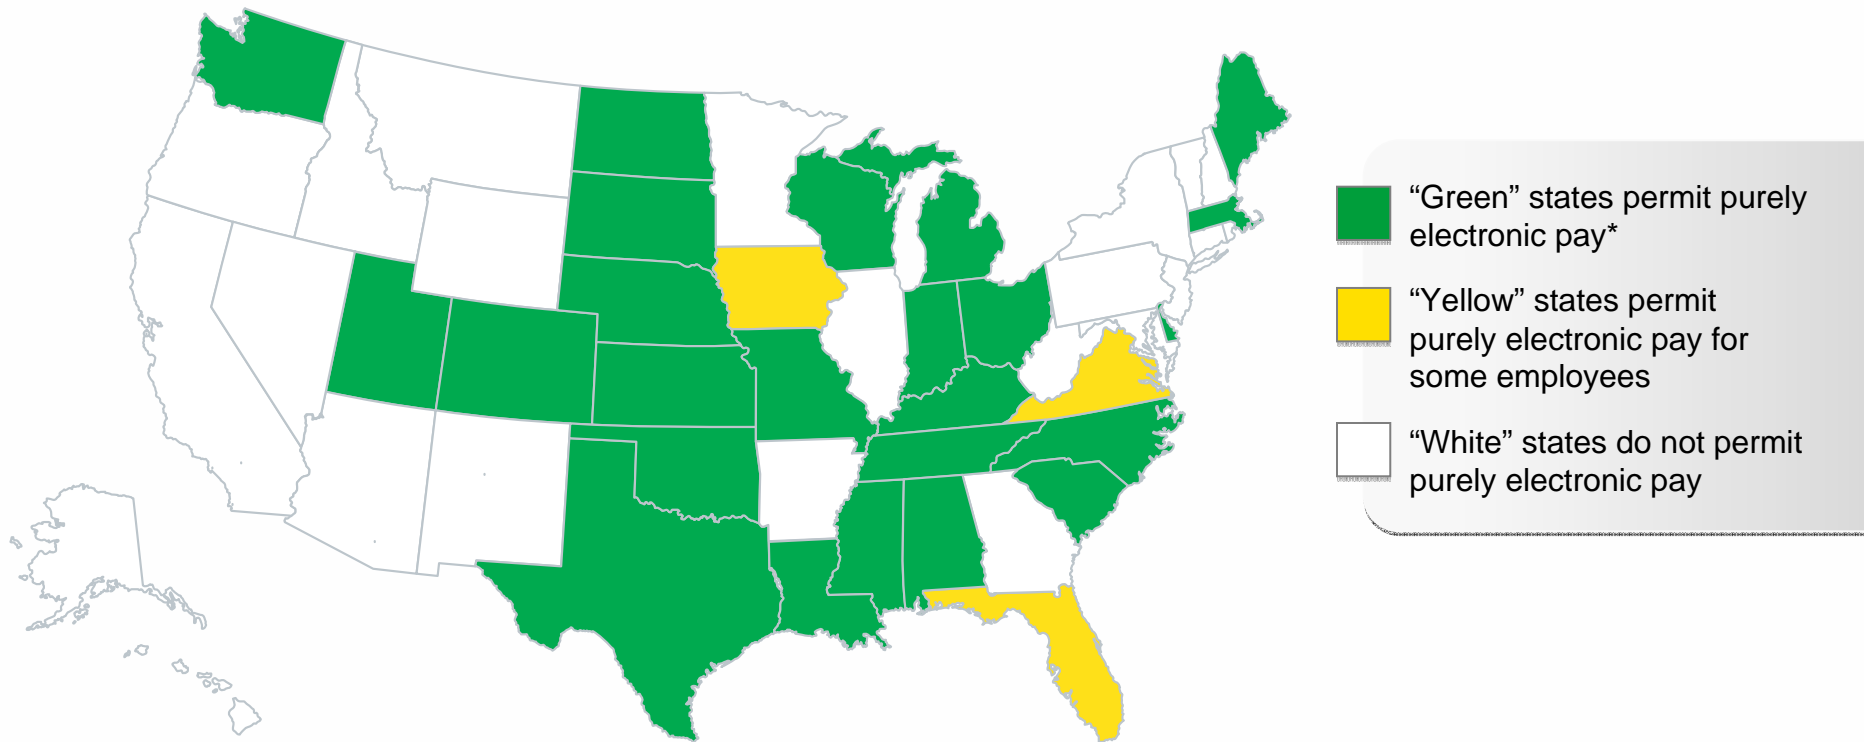 “Green” states permit purely
electronic pay*
“Yellow” states permit
purely electronic pay for
some employees
“White” states do not permit
purely electronic pay